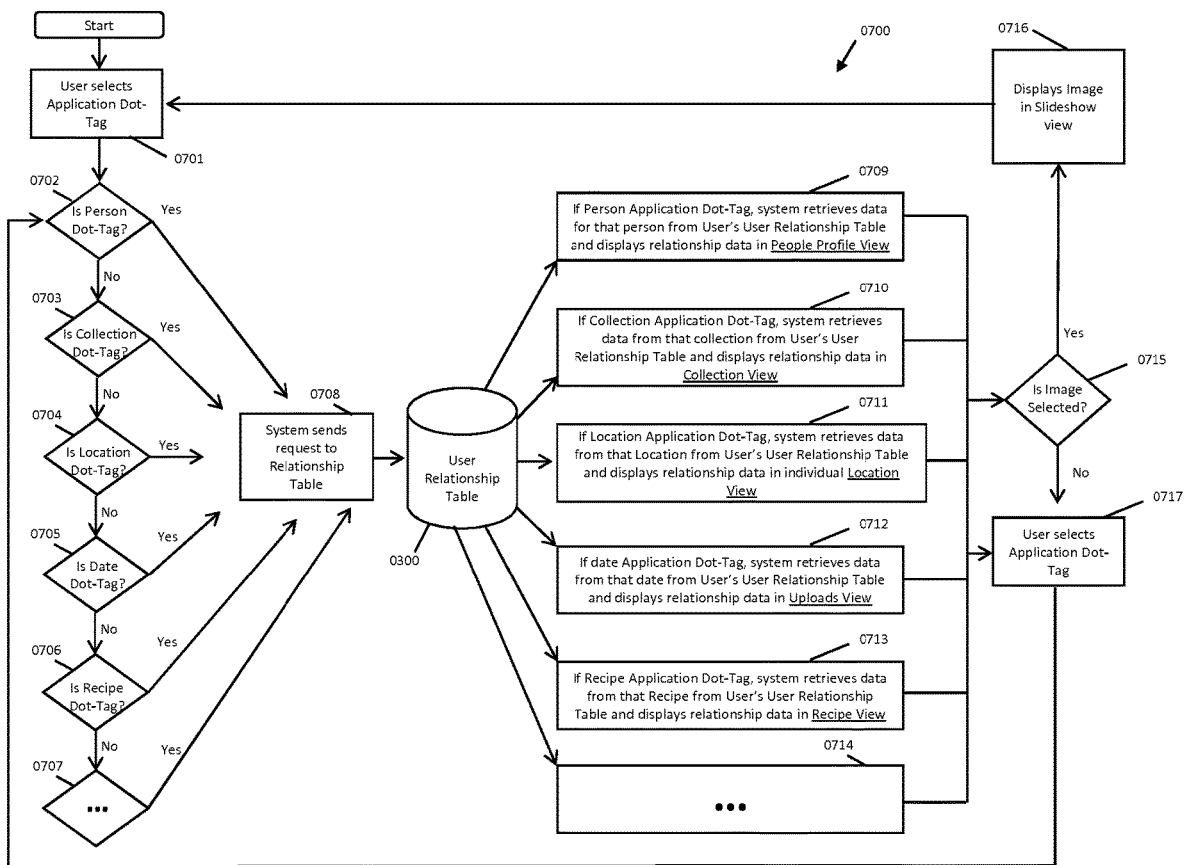 Start
0700
0716
User selects
Application Dot-
Tag
0701
Displays Image
in Slideshow
view
0702
Is Person
Dot-Tag?
Yes
No
0703
Is Collection
Dot-Tag?
Yes
No
0704
Is Location
Dot-Tag?
Yes
No
0705
Is Date
Dot-Tag?
Yes
No
0706
Is Recipe
Dot-Tag?
Yes
No
0707
...
Yes
0708
System sends
request to
Relationship
Table
User
Relationship
Table
0300
0709
If Person Application Dot-Tag, system retrieves data
for that person from User's User Relationship Table
and displays relationship data in People Profile View
0710
If Collection Application Dot-Tag, system retrieves
data from that collection from User's User
Relationship Table and displays relationship data in
Collection View
0711
If Location Application Dot-Tag, system retrieves data
from that Location from User's User Relationship Table
and displays relationship data in individual Location
View
0712
If date Application Dot-Tag, system retrieves data
from that date from User's User Relationship Table
and displays relationship data in Uploads View
0713
If Recipe Application Dot-Tag, system retrieves data
from that Recipe from User's User Relationship
Table and displays relationship data in Recipe View
0714
...
Yes
0715
Is Image
Selected?
No
0717
User selects
Application Dot-
Tag